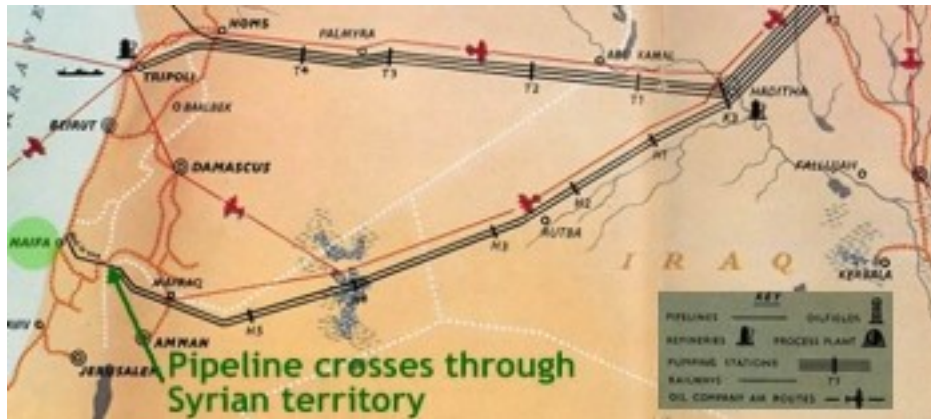 HOMS
PALMYRA
ABU KAMAL
K2
T4
T3
T2
T1
TRIPOLI
HADITHA
K3
BAALBEK
BEIRUT
H1
DAMASCUS
FALLUJAH
H2
RUTBA
HAIFA
H3
IRAQ
KERBALA
MAFRAQ
H4
H5
AMMAN
JERUSALEM
Pipeline crosses through
Syrian territory
KEY
PIPELINES OILFIELDS
REFINERIES PROCESS PLANT
PUMPING STATIONS
T1
RAILWAYS
OIL COMPANY AIR ROUTES